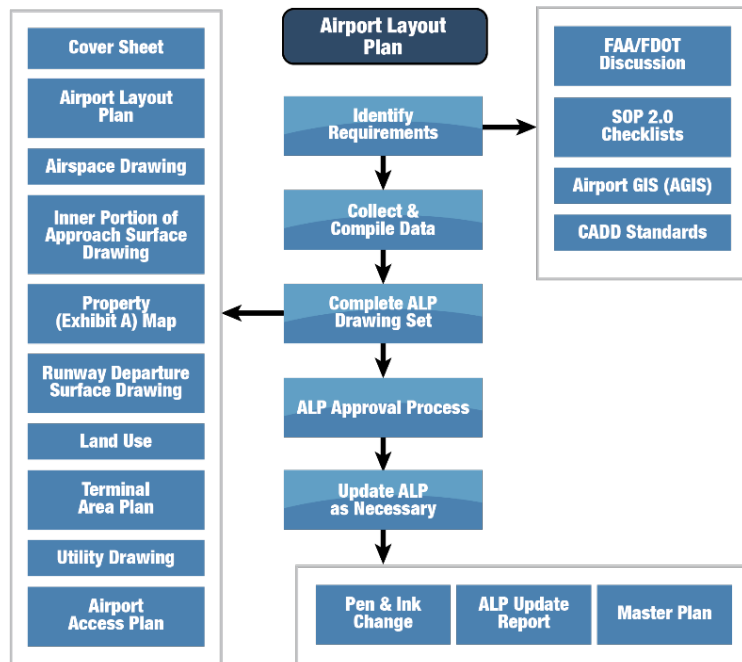 Airport Layout
Plan
Cover Sheet
Airport Layout
Plan
Airspace Drawing
Inner Portion of
Approach Surface
Drawing
Property
(Exhibit A) Map
Runway Departure
Surface Drawing
Land Use
Terminal
Area Plan
Utility Drawing
Airport
Access Plan
Identify
Requirements
Collect &
Compile Data
Complete ALP
Drawing Set
ALP Approval Process
Update ALP
as Necessary
FAA/FDOT
Discussion
SOP 2.0
Checklists
Airport GIS (AGIS)
CADD Standards
Pen & Ink
Change
ALP Update
Report
Master Plan